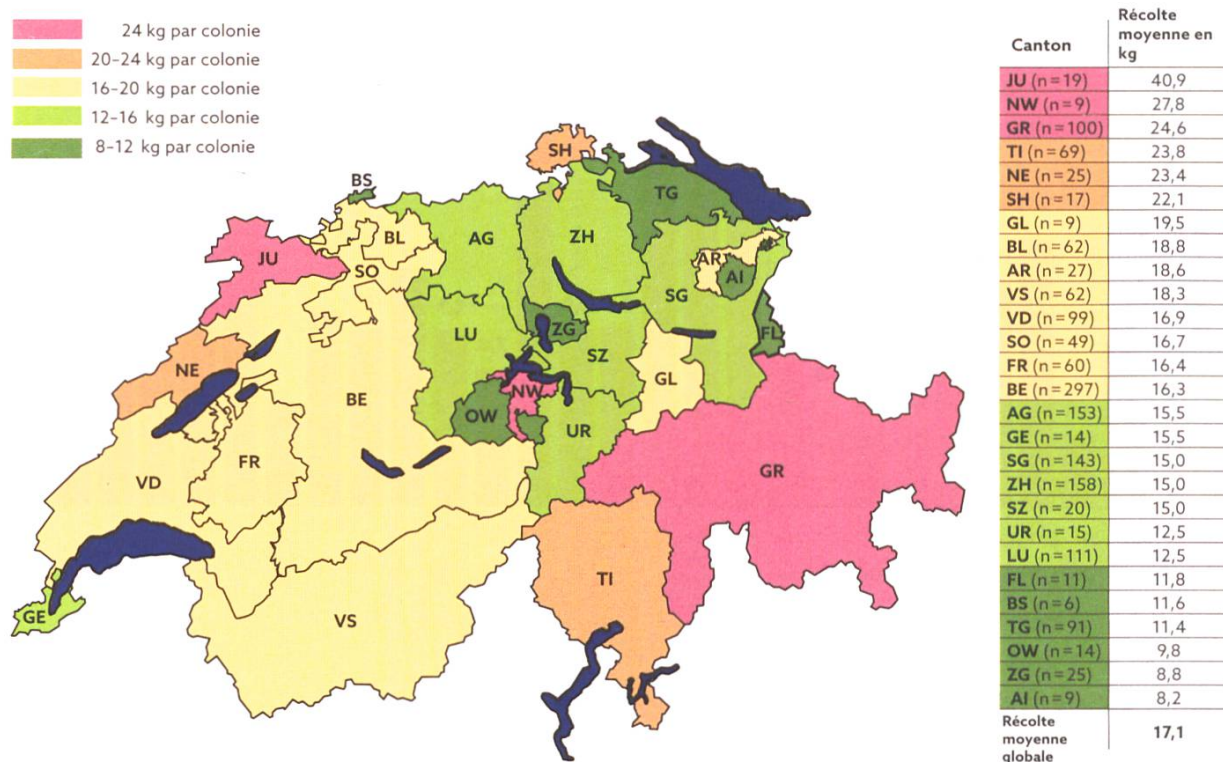 24 kg par colonie
20–24 kg par colonie
16–20 kg par colonie
12–16 kg par colonie
8–12 kg par colonie
SH
BS
TG
BL
AG
ZH
JU
SO
AR
AI
SG
LU
ZG
FL
SZ
NE
GL
BE
NW
OW
UR
FR
GR
VD
TI
GE
VS
Canton Récolte moyenne en kg
JU (n=19) 40,9
NW (n=9) 27,8
GR (n=100) 24,6
TI (n=69) 23,8
NE (n=25) 23,4
SH (n=17) 22,1
GL (n=9) 19,5
BL (n=62) 18,8
AR (n=27) 18,6
VS (n=62) 18,3
VD (n=99) 16,9
SO (n=49) 16,7
FR (n=60) 16,4
BE (n=297) 16,3
AG (n=153) 15,5
GE (n=14) 15,5
SG (n=143) 15,0
ZH (n=158) 15,0
SZ (n=20) 15,0
UR (n=15) 12,5
LU (n=111) 12,5
FL (n=11) 11,8
BS (n=6) 11,6
TG (n=91) 11,4
OW (n=14) 9,8
ZG (n=25) 8,8
AI (n=9) 8,2
Récolte moyenne globale 17,1